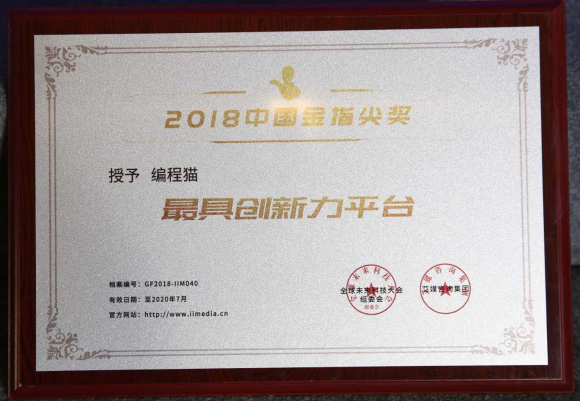 2018中国金指尖奖
授予 编程猫
最具创新力平台
档案编号：GF2018-IIM040
有效日期：至2020年7月
官方网站：http://www.iimedia.cn
全球未来科技大会
组委会
艾媒咨询集团